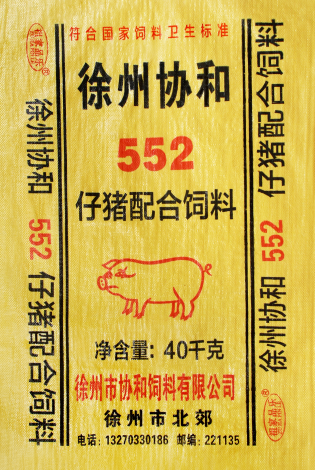 符合国家饲料卫生标准
徐州协和
552
仔猪配合饲料
净含量：40千克
徐州市协和饲料有限公司
徐州市北郊
电话：13270330186 邮编：221135
徐州协和 552 仔猪配合饲料
徐州协和 552 仔猪配合饲料